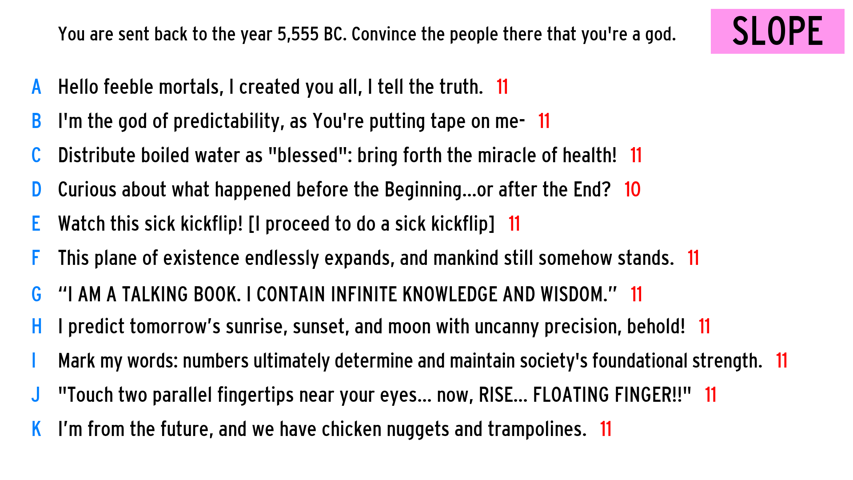 You are sent back to the year 5,555 BC. Convince the people there that you're a god.
SLOPE
A Hello feeble mortals, I created you all, I tell the truth. 11
B I'm the god of predictability, as You're putting tape on me- 11
C Distribute boiled water as "blessed": bring forth the miracle of health! 11
D Curious about what happened before the Beginning...or after the End? 10
E Watch this sick kickflip! [I proceed to do a sick kickflip] 11
F This plane of existence endlessly expands, and mankind still somehow stands. 11
G “I AM A TALKING BOOK. I CONTAIN INFINITE KNOWLEDGE AND WISDOM.” 11
H I predict tomorrow’s sunrise, sunset, and moon with uncanny precision, behold! 11
I Mark my words: numbers ultimately determine and maintain society's foundational strength. 11
J "Touch two parallel fingertips near your eyes... now, RISE... FLOATING FINGER!!" 11
K I’m from the future, and we have chicken nuggets and trampolines. 11